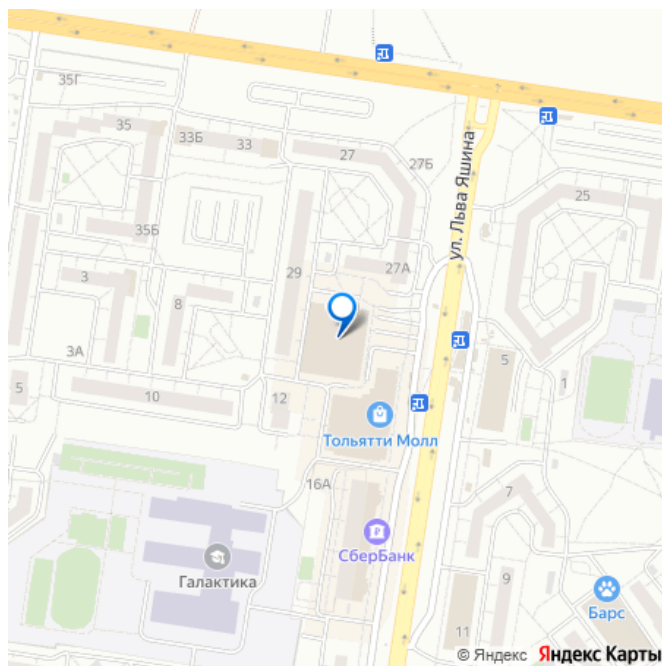 35Г
35
33Б
33
27
27Б
ул. Льва Яшина
25
35Б
29
27А
3
8
3А
5
1
5
10
12
Тольятти Молл
16А
7
СберБанк
Галактика
9
Барс
11
© Яндекс Яндекс Карты